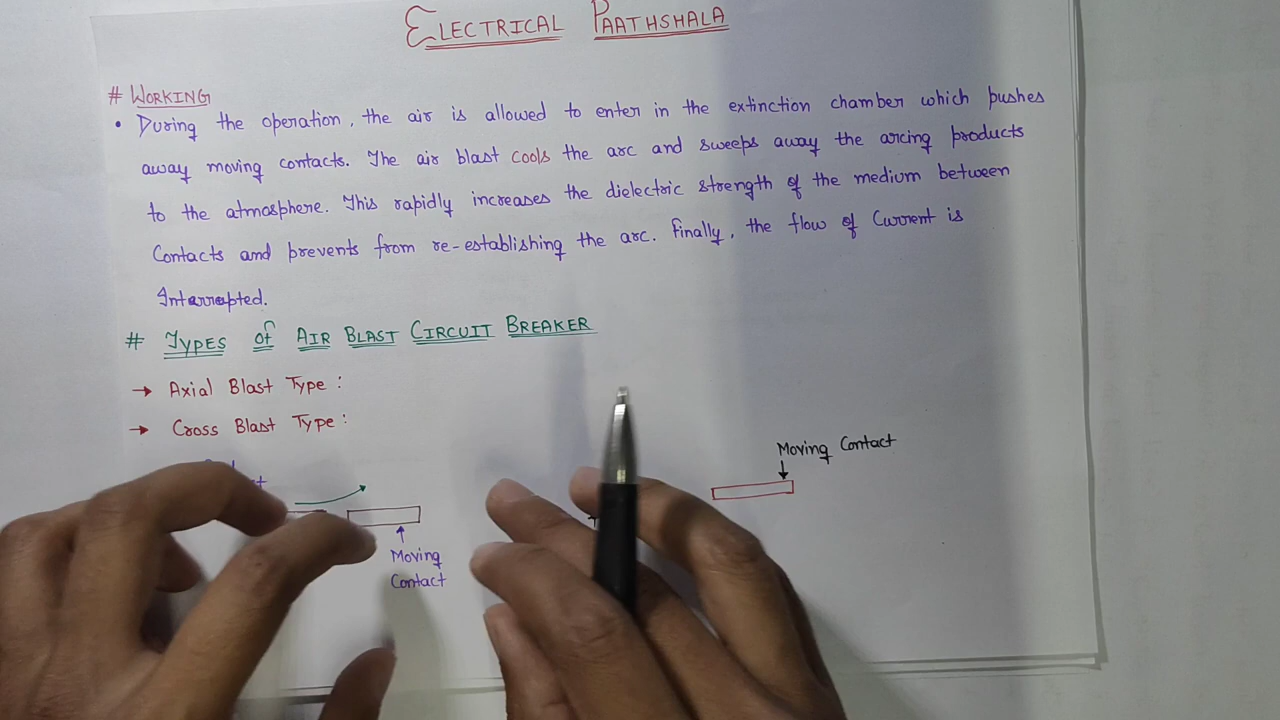 ELECTRICAL PAATHSHALA
# WORKING
• During the operation, the air is allowed to enter in the extinction chamber which pushes
away moving contacts. The air blast cools the arc and sweeps away the arcing products
to the atmosphere. This rapidly increases the dielectric strength of the medium between
Contacts and prevents from re-establishing the arc. Finally, the flow of Current is
Interrupted.
# TYPES of AIR BLAST CIRCUIT BREAKER
→ Axial Blast Type :
→ Cross Blast Type :
Moving Contact
Moving
Contact